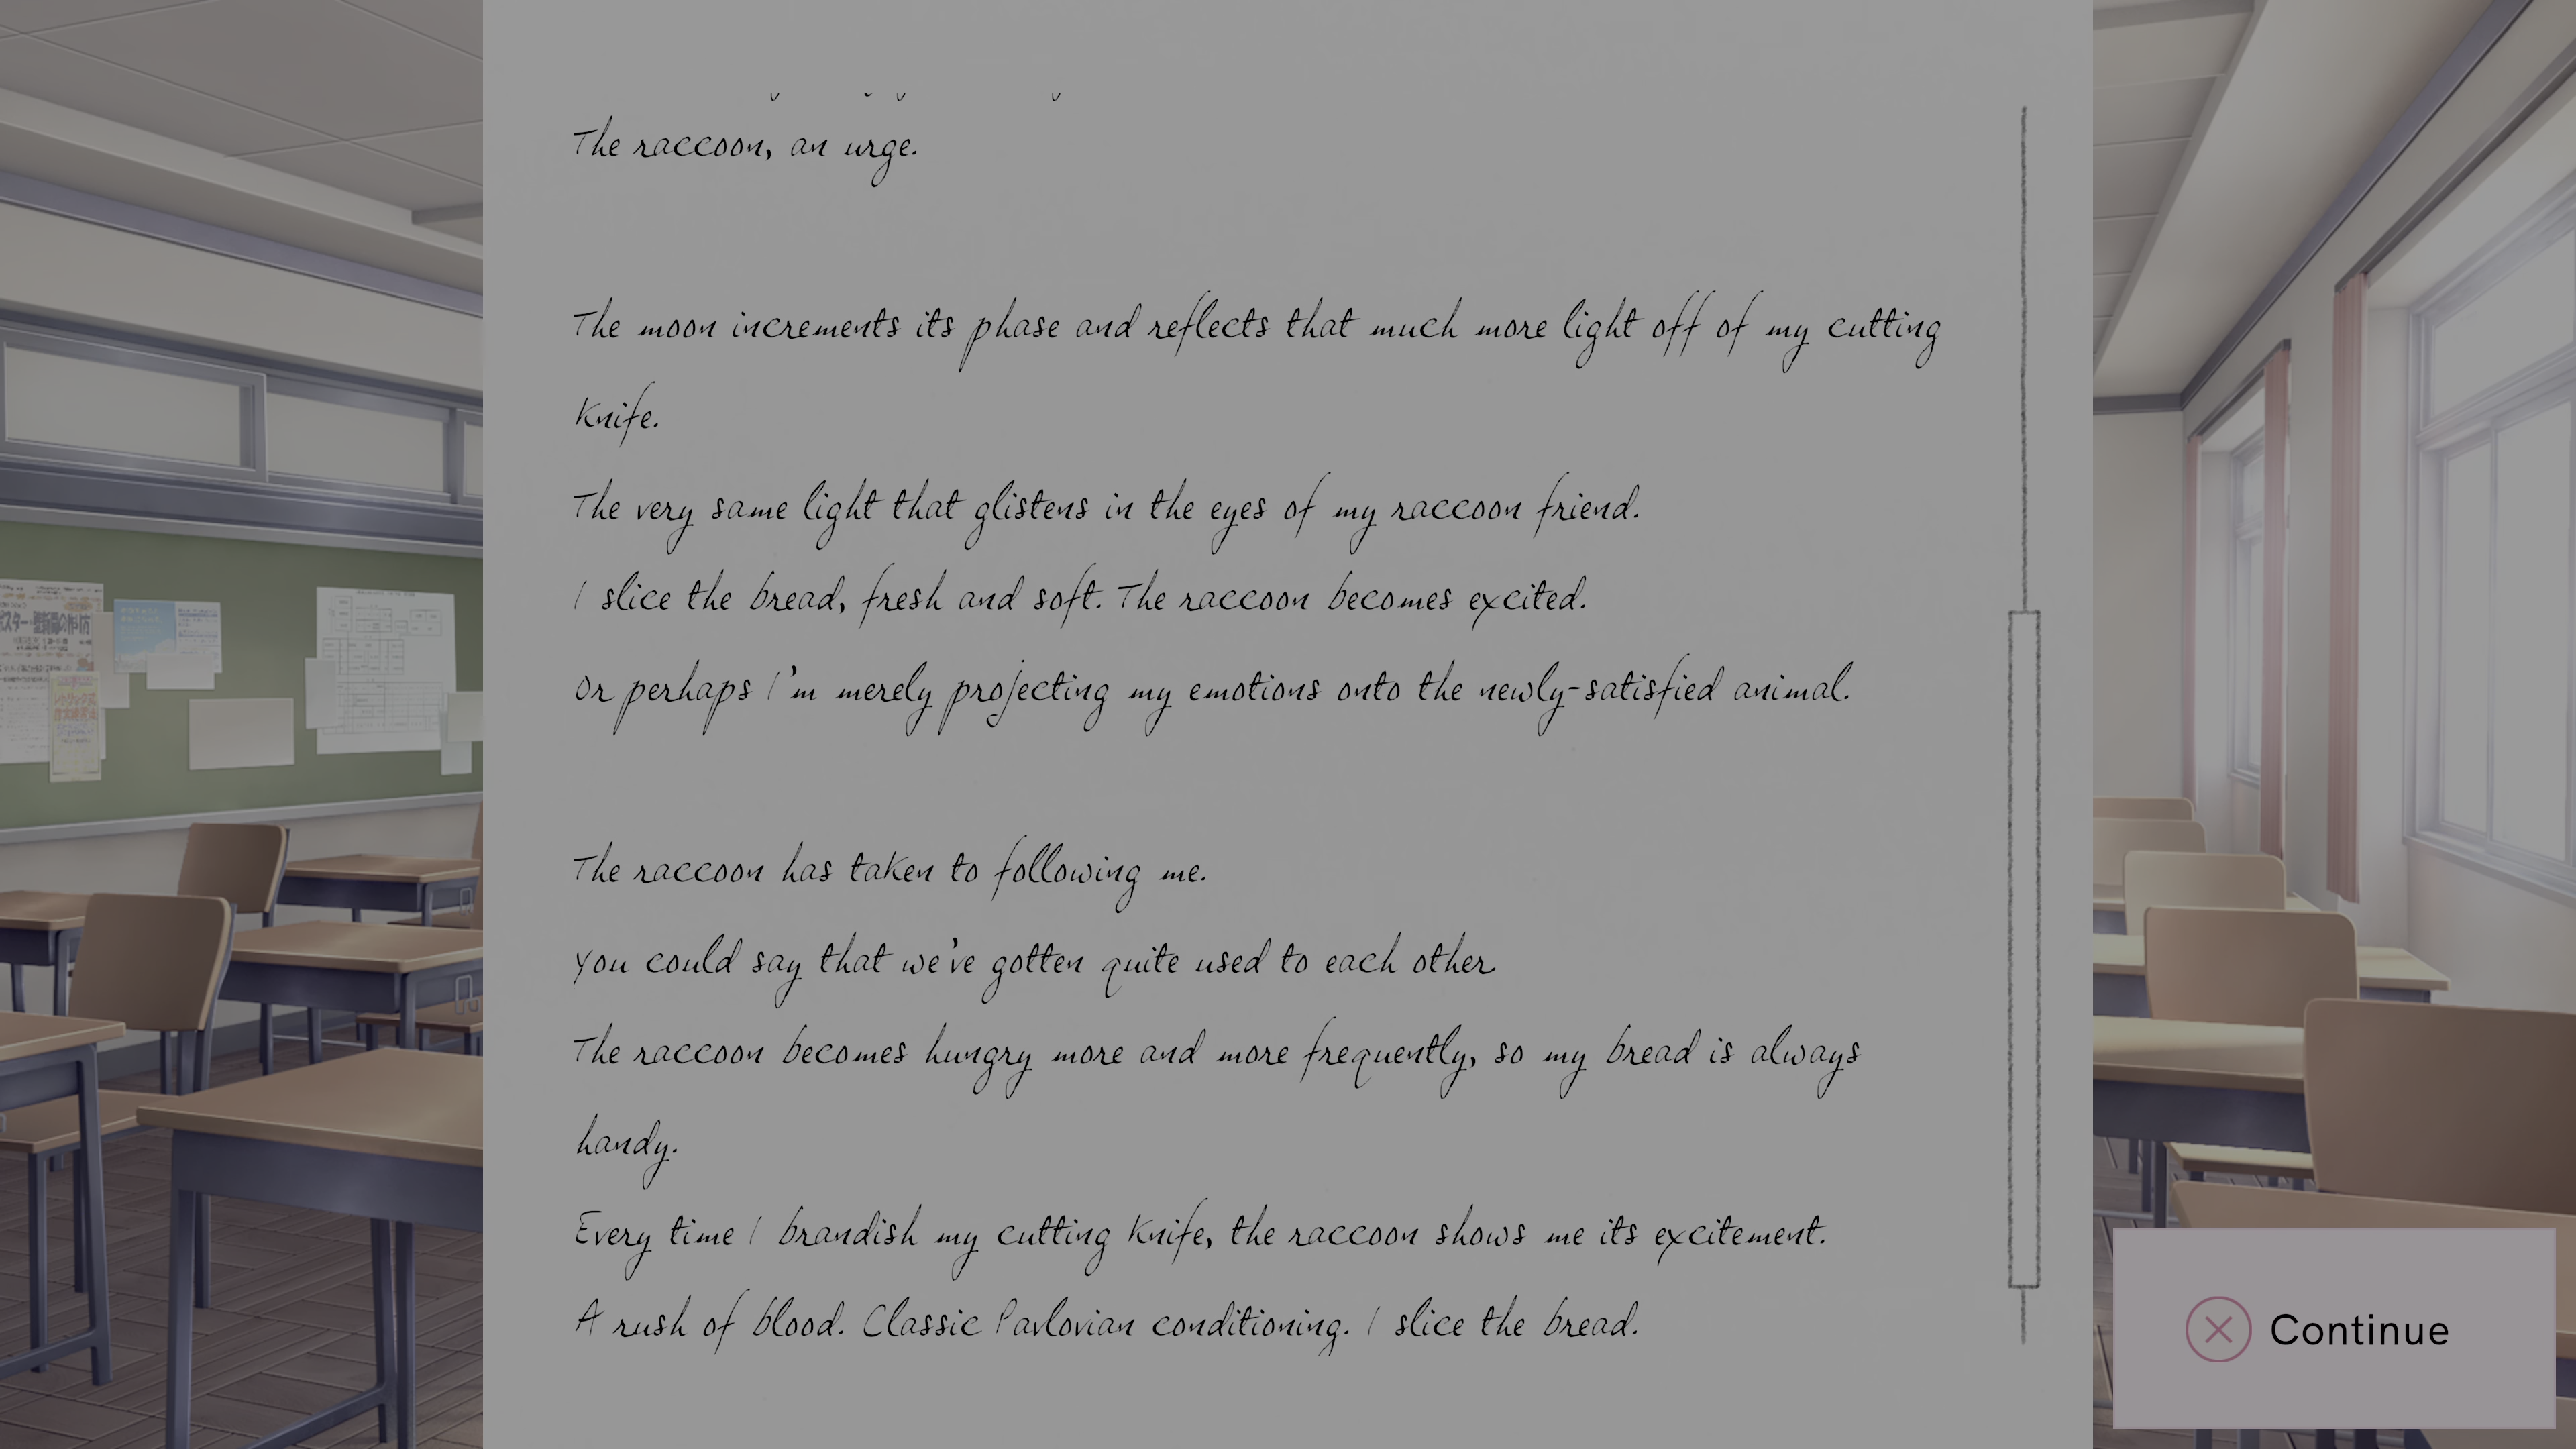 The raccoon, an urge.
The moon increments its phase and reflects that much more light off of my cutting
knife.
The very same light that glistens in the eyes of my raccoon friend.
I slice the bread, fresh and soft. The raccoon becomes excited.
Or perhaps I'm merely projecting my emotions onto the newly-satisfied animal.
The raccoon has taken to following me.
You could say that we've gotten quite used to each other.
The raccoon becomes hungry more and more frequently, so my bread is always
handy.
Every time I brandish my cutting knife, the raccoon shows me its excitement.
A rush of blood. Classic Pavlovian conditioning. I slice the bread.
Continue